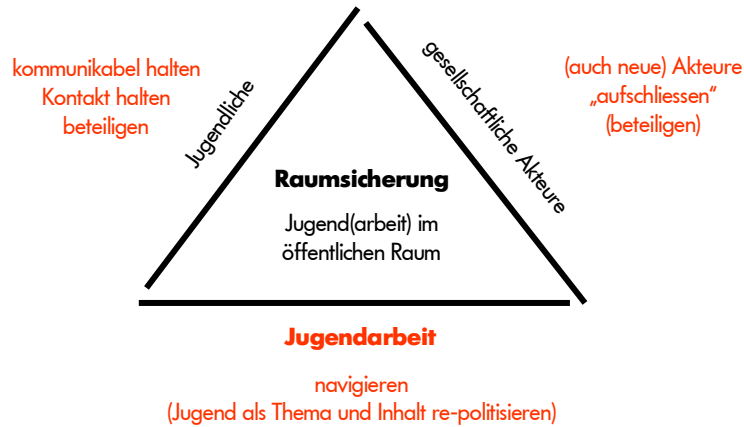 kommunikabel halten
Kontakt halten
beteiligen
Jugendliche
gesellschaftliche Akteure
(auch neue) Akteure
„aufschliessen“
(beteiligen)
Raumsicherung
Jugend(arbeit) im
öffentlichen Raum
Jugendarbeit
navigieren
(Jugend als Thema und Inhalt re-politisieren)